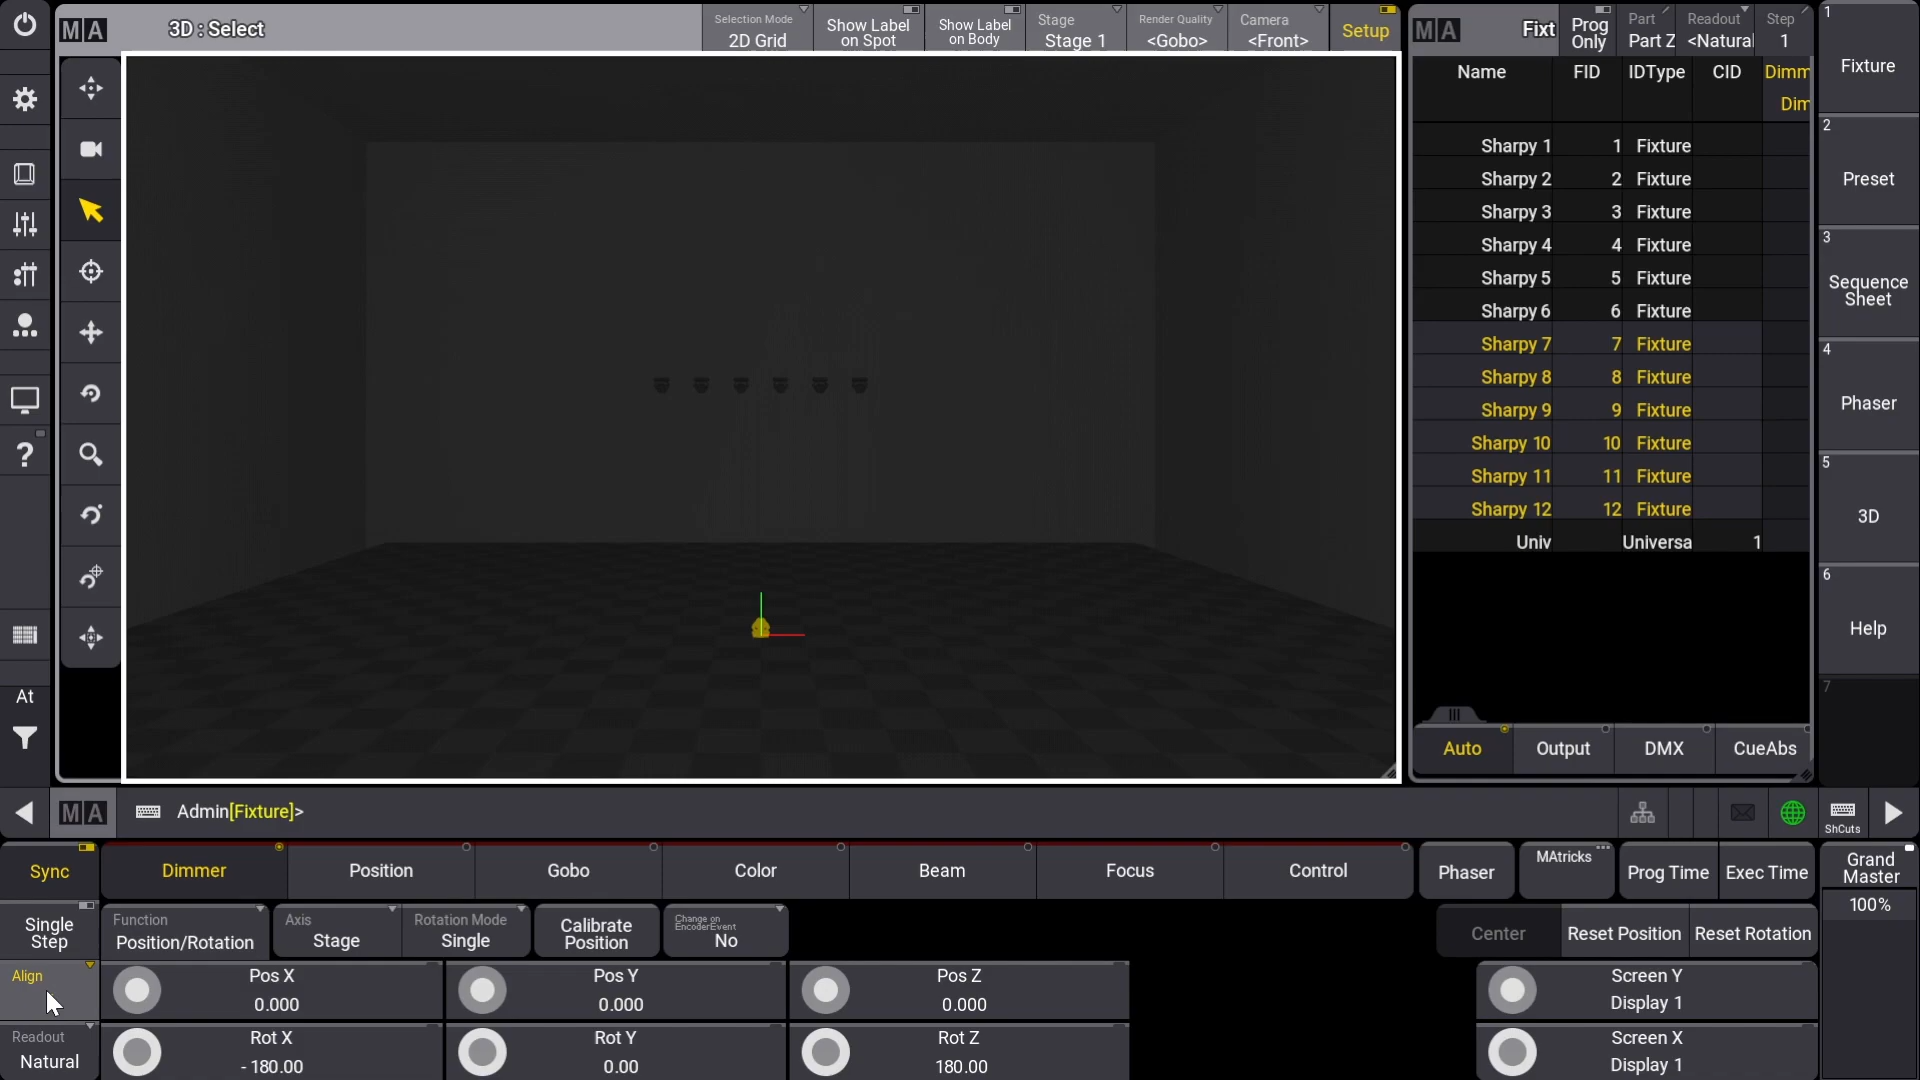 MA
3D : Select
Selection Mode
2D Grid
Show Label
on Spot
Show Label
on Body
Stage
Stage 1
Render Quality
<Gobo>
Camera
<Front>
Setup
MA
Fixt
Prog
Only
Part
Part Z
Readout
<Natural
Step
1
Name FID IDType CID Dimm
Dim
Sharpy 1 1 Fixture
Sharpy 2 2 Fixture
Sharpy 3 3 Fixture
Sharpy 4 4 Fixture
Sharpy 5 5 Fixture
Sharpy 6 6 Fixture
Sharpy 7 7 Fixture
Sharpy 8 8 Fixture
Sharpy 9 9 Fixture
Sharpy 10 10 Fixture
Sharpy 11 11 Fixture
Sharpy 12 12 Fixture
Univ Universa 1
Auto
Output
DMX
CueAbs
1
Fixture
2
Preset
3
Sequence
Sheet
4
Phaser
5
3D
6
Help
7
?
At
MA
Admin[Fixture]>
ShCuts
Sync
Dimmer
Position
Gobo
Color
Beam
Focus
Control
Phaser
MAtricks
Prog Time
Exec Time
Grand
Master
100%
Single
Step
Function
Position/Rotation
Axis
Stage
Rotation Mode
Single
Calibrate
Position
Change on
EncoderEvent
No
Center
Reset Position
Reset Rotation
Align
Pos X
0.000
Pos Y
0.000
Pos Z
0.000
Screen Y
Display 1
Readout
Natural
Rot X
- 180.00
Rot Y
0.00
Rot Z
180.00
Screen X
Display 1